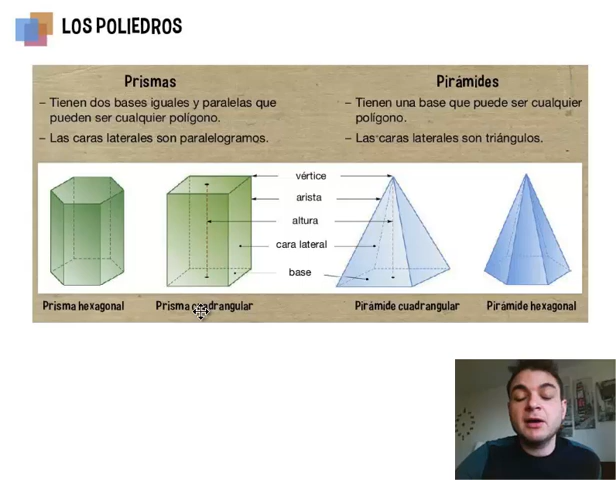 LOS POLIEDROS
Prismas
– Tienen dos bases iguales y paralelas que
pueden ser cualquier polígono.
– Las caras laterales son paralelogramos.
Pirámides
– Tienen una base que puede ser cualquier
polígono.
– Las caras laterales son triángulos.
vértice
arista
altura
cara lateral
base
Prisma hexagonal
Prisma cuadrangular
Pirámide cuadrangular
Pirámide hexagonal